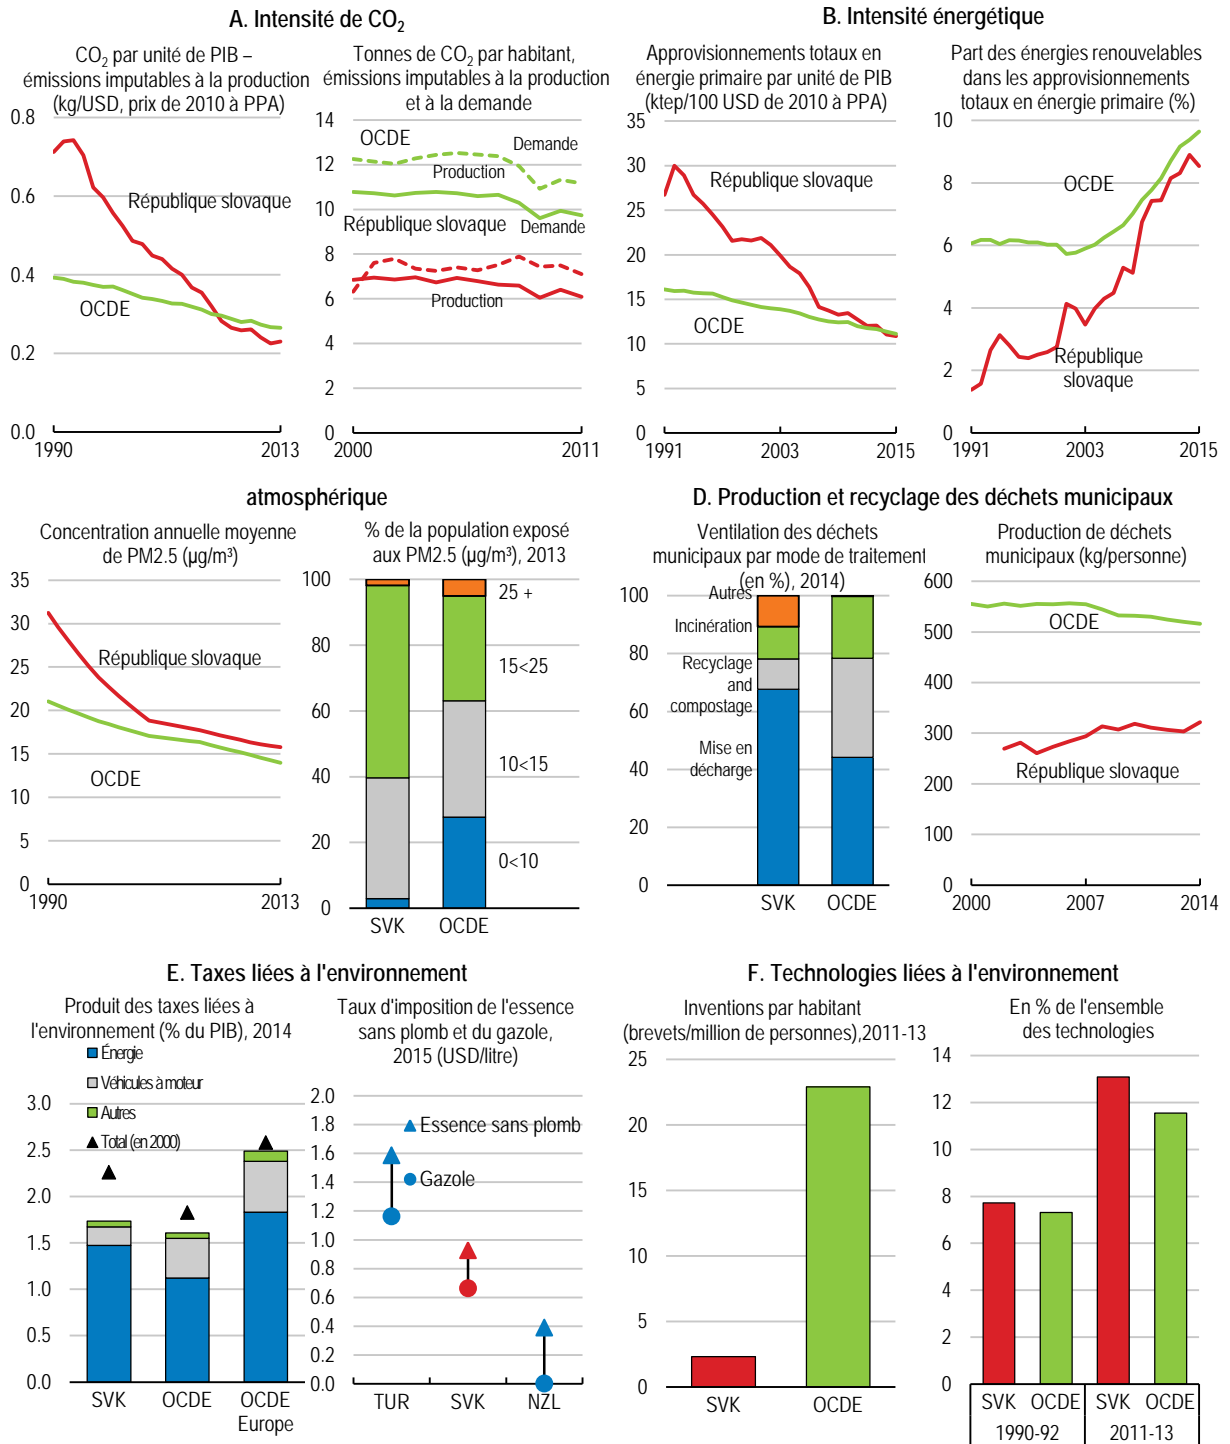 A. Intensité de CO₂
B. Intensité énergétique
CO₂ par unité de PIB –
émissions imputables à la production
(kg/USD, prix de 2010 à PPA)
0.8
0.6
0.4
0.2
0.0
République slovaque
OCDE
1990
2013
Tonnes de CO₂ par habitant,
émissions imputables à la production
et à la demande
14
12
10
8
6
4
2
0
OCDE
Demande
Production
République slovaque
Demande
Production
2000
2011
Approvisionnements totaux en
énergie primaire par unité de PIB
(ktep/100 USD de 2010 à PPA)
35
30
25
20
15
10
5
0
République slovaque
OCDE
1991
2003
2015
Part des énergies renouvelables
dans les approvisionnements
totaux en énergie primaire (%)
10
8
6
4
2
0
OCDE
République
slovaque
1991
2003
2015
atmosphérique
D. Production et recyclage des déchets municipaux
Concentration annuelle moyenne
de PM2.5 (µg/m³)
35
30
25
20
15
10
5
0
République slovaque
OCDE
1990
2013
% de la population exposé
aux PM2.5 (µg/m³), 2013
100
80
60
40
20
0
25 +
15<25
10<15
0<10
SVK
OCDE
Ventilation des déchets
municipaux par mode de traitement
(en %), 2014)
100
80
60
40
20
0
Autres
Incinération
Recyclage
and
compostage
Mise en
décharge
SVK
OCDE
Production de déchets
municipaux (kg/personne)
600
500
400
300
200
100
0
OCDE
République slovaque
2000
2007
2014
E. Taxes liées à l'environnement
F. Technologies liées à l'environnement
Produit des taxes liées à
l'environnement (% du PIB), 2014
Énergie
Véhicules à moteur
Autres
Total (en 2000)
3.0
2.5
2.0
1.5
1.0
0.5
0.0
SVK
OCDE
OCDE
Europe
Taux d'imposition de l'essence
sans plomb et du gazole,
2015 (USD/litre)
2.0
1.8
1.6
1.4
1.2
1.0
0.8
0.6
0.4
0.2
0.0
Essence sans plomb
Gazole
TUR
SVK
NZL
Inventions par habitant
(brevets/million de personnes),2011-13
25
20
15
10
5
0
SVK
OCDE
En % de l'ensemble
des technologies
14
12
10
8
6
4
2
0
SVK
OCDE
SVK
OCDE
1990-92
2011-13